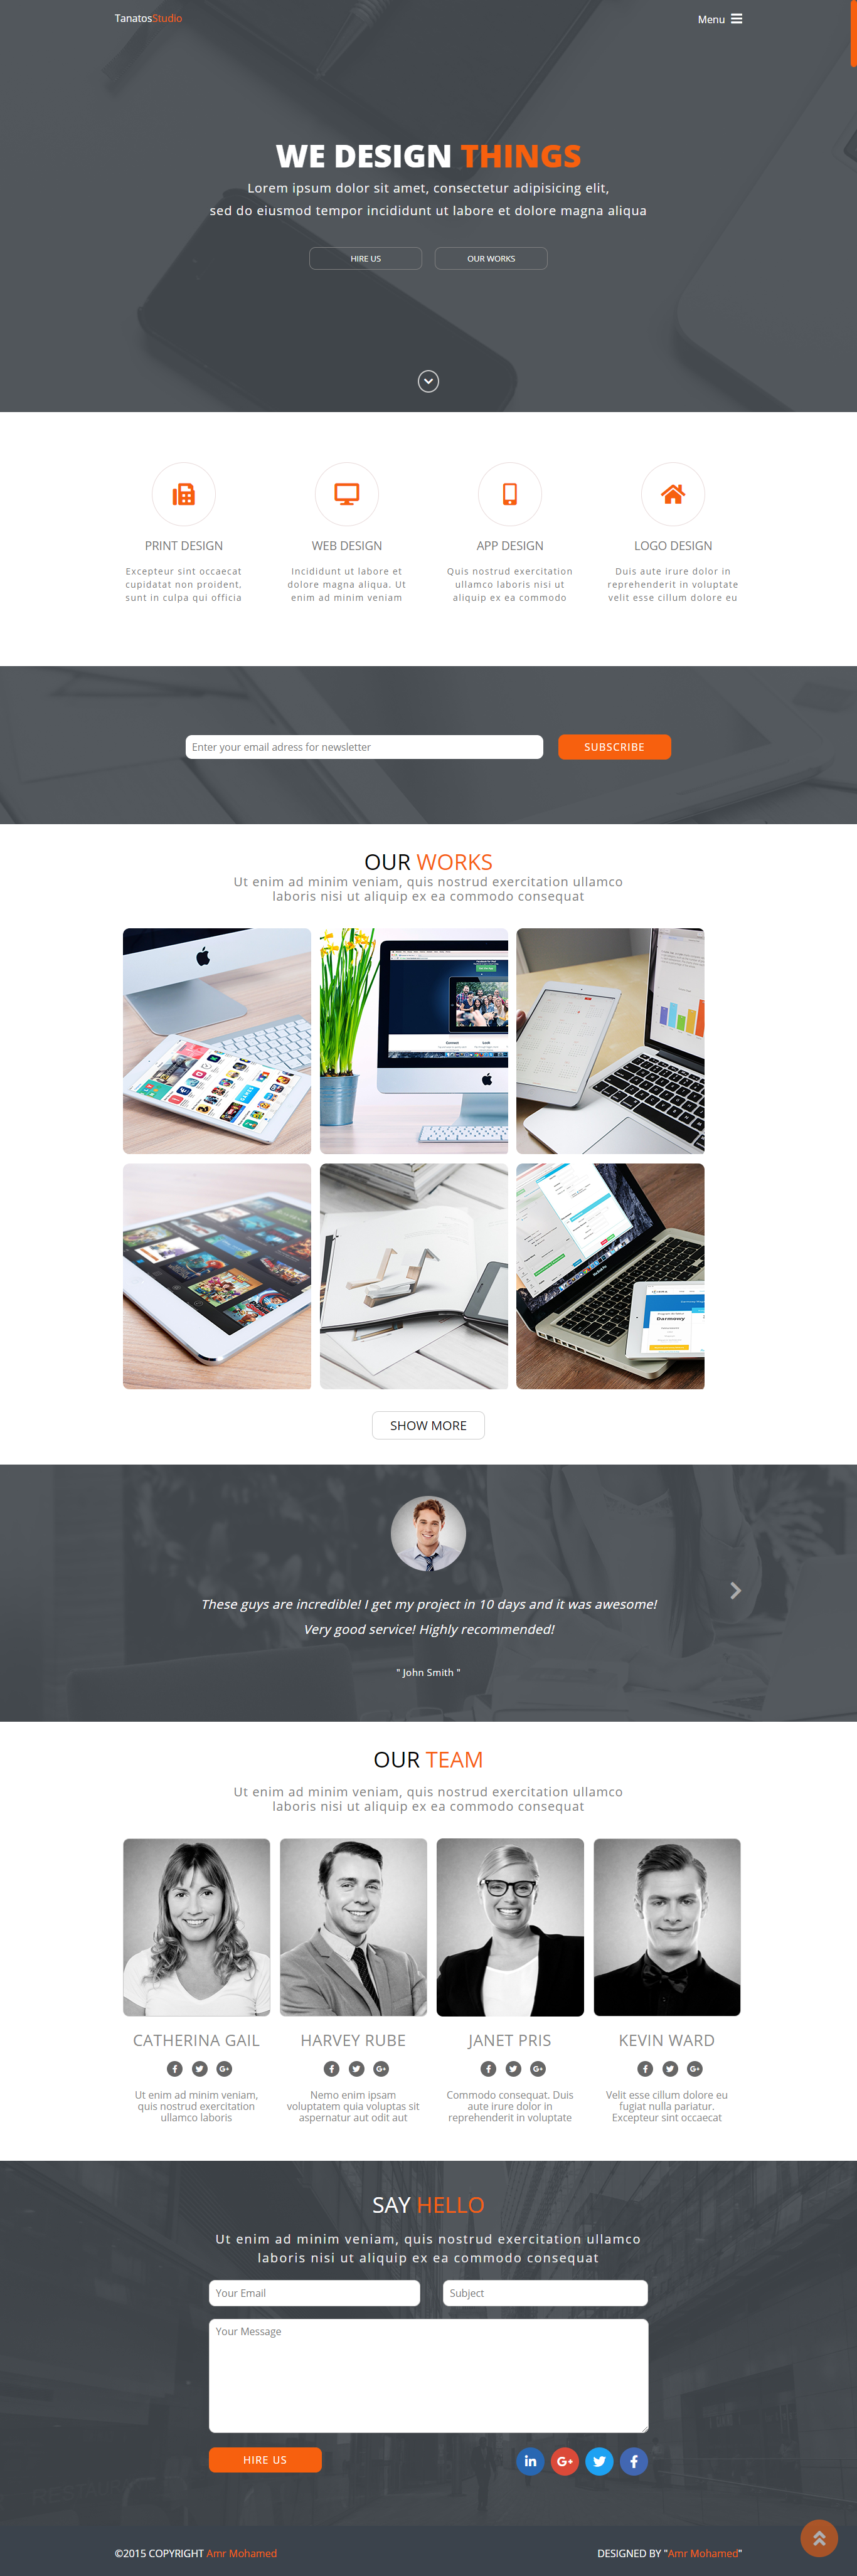 TanatosStudio
Menu
WE DESIGN THINGS
Lorem ipsum dolor sit amet, consectetur adipisicing elit,
sed do eiusmod tempor incididunt ut labore et dolore magna aliqua
HIRE US
OUR WORKS
PRINT DESIGN
Excepteur sint occaecat
cupidatat non proident,
sunt in culpa qui officia
WEB DESIGN
Incididunt ut labore et
dolore magna aliqua. Ut
enim ad minim veniam
APP DESIGN
Quis nostrud exercitation
ullamco laboris nisi ut
aliquip ex ea commodo
LOGO DESIGN
Duis aute irure dolor in
reprehenderit in voluptate
velit esse cillum dolore eu
Enter your email adress for newsletter
SUBSCRIBE
OUR WORKS
Ut enim ad minim veniam, quis nostrud exercitation ullamco
laboris nisi ut aliquip ex ea commodo consequat
Darmowy
SHOW MORE
These guys are incredible! I get my project in 10 days and it was awesome!
Very good service! Highly recommended!
" John Smith "
OUR TEAM
Ut enim ad minim veniam, quis nostrud exercitation ullamco
laboris nisi ut aliquip ex ea commodo consequat
CATHERINA GAIL
Ut enim ad minim veniam,
quis nostrud exercitation
ullamco laboris
HARVEY RUBE
Nemo enim ipsam
voluptatem quia voluptas sit
aspernatur aut odit aut
JANET PRIS
Commodo consequat. Duis
aute irure dolor in
reprehenderit in voluptate
KEVIN WARD
Velit esse cillum dolore eu
fugiat nulla pariatur.
Excepteur sint occaecat
SAY HELLO
Ut enim ad minim veniam, quis nostrud exercitation ullamco
laboris nisi ut aliquip ex ea commodo consequat
Your Email
Subject
Your Message
HIRE US
©2015 COPYRIGHT Amr Mohamed
DESIGNED BY "Amr Mohamed"